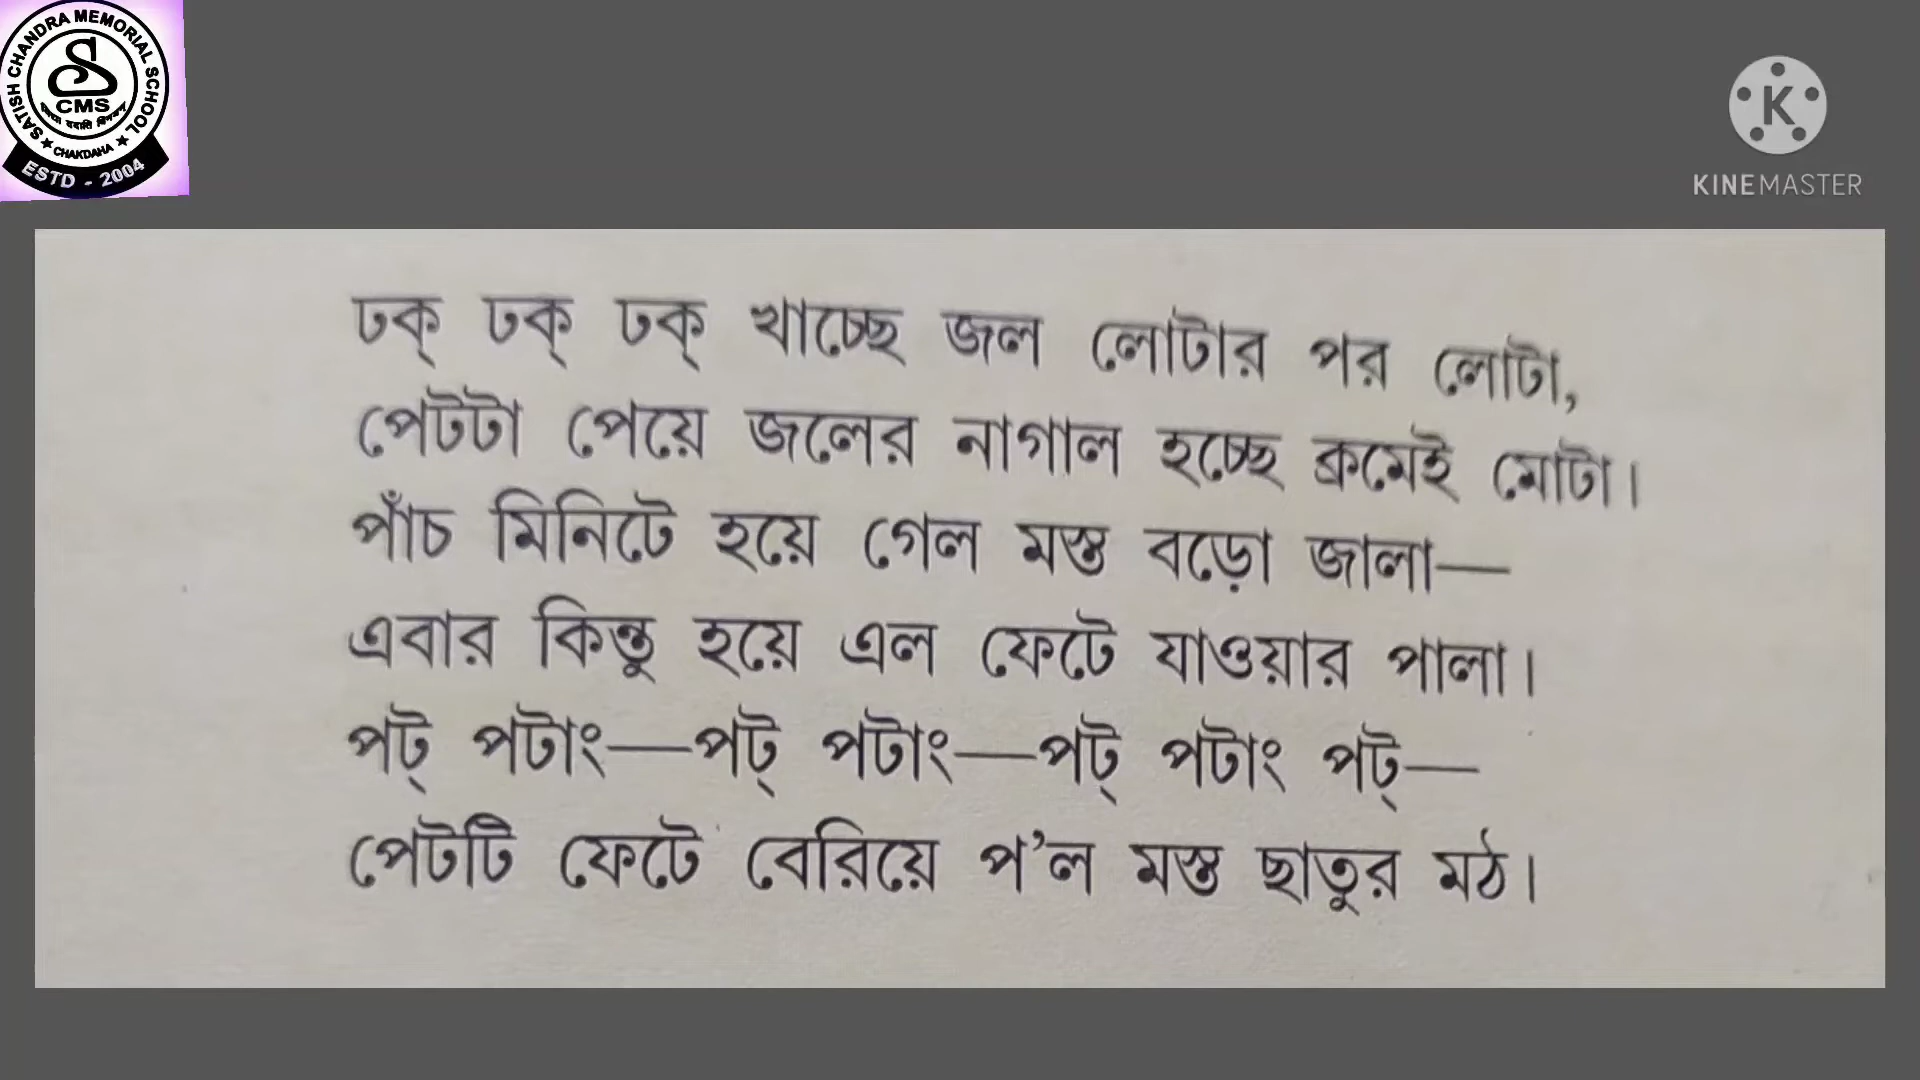 SATISH CHANDRA MEMORIAL SCHOOL
S
CMS
CHAKDAHA
ESTD - 2004
K
KINEMASTER
ঢক্ ঢক্ ঢক্ খাচ্ছে জল লোটার পর লোটা,
পেটটা পেয়ে জলের নাগাল হচ্ছে ক্রমেই মোটা।
পাঁচ মিনিটে হয়ে গেল মস্ত বড়ো জালা—
এবার কিন্তু হয়ে এল ফেটে যাওয়ার পালা।
পট্ পটাং—পট্ পটাং—পট্ পটাং পট্—
পেটটি ফেটে বেরিয়ে প'ল মস্ত ছাতুর মঠ।